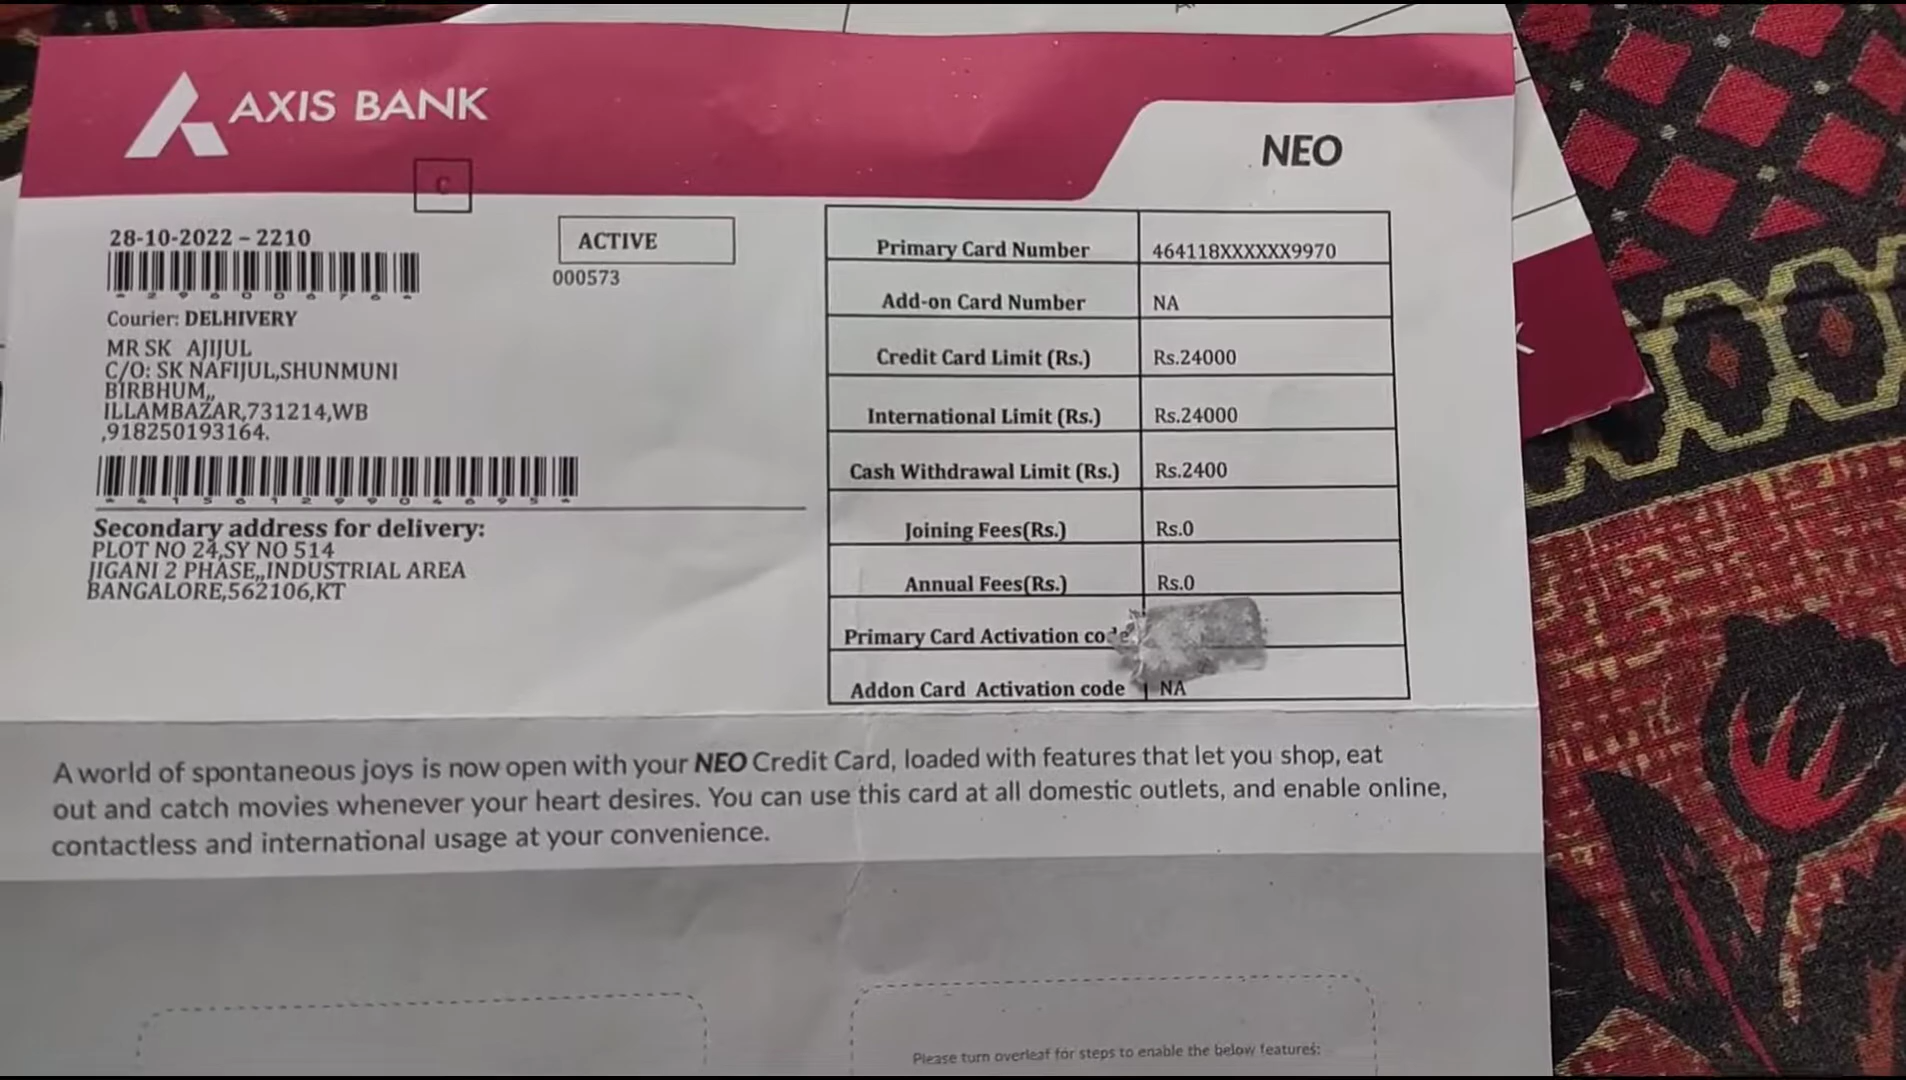 AXIS BANK
NEO
C
28-10-2022 – 2210
ACTIVE
000573
Courier: DELHIVERY
MR SK AJIJUL
C/O: SK NAFIJUL,SHUNMUNI
BIRBHUM,,
ILLAMBAZAR,731214,WB
,918250193164.
Secondary address for delivery:
PLOT NO 24,SY NO 514
JIGANI 2 PHASE,,INDUSTRIAL AREA
BANGALORE,562106,KT
Primary Card Number 464118XXXXXX9970
Add-on Card Number NA
Credit Card Limit (Rs.) Rs.24000
International Limit (Rs.) Rs.24000
Cash Withdrawal Limit (Rs.) Rs.2400
Joining Fees(Rs.) Rs.0
Annual Fees(Rs.) Rs.0
Primary Card Activation code
Addon Card Activation code NA
A world of spontaneous joys is now open with your NEO Credit Card, loaded with features that let you shop, eat
out and catch movies whenever your heart desires. You can use this card at all domestic outlets, and enable online,
contactless and international usage at your convenience.
Please turn overleaf for steps to enable the below features: